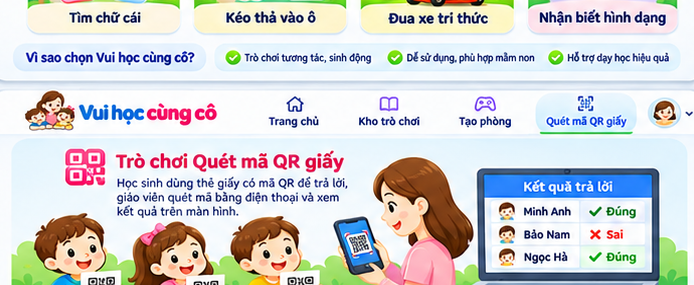 Tìm chữ cái
Kéo thả vào ô
Đua xe tri thức
Nhận biết hình dạng
Vì sao chọn Vui học cùng cô?
Trò chơi tương tác, sinh động
Dễ sử dụng, phù hợp mầm non
Hỗ trợ dạy học hiệu quả
Vui học cùng cô
Trang chủ
Kho trò chơi
Tạo phòng
Quét mã QR giấy
Trò chơi Quét mã QR giấy
Học sinh dùng thẻ giấy có mã QR để trả lời,
giáo viên quét mã bằng điện thoại và xem
kết quả trên màn hình.
Kết quả trả lời
Minh Anh Đúng
Bảo Nam Sai
Ngọc Hà Đúng